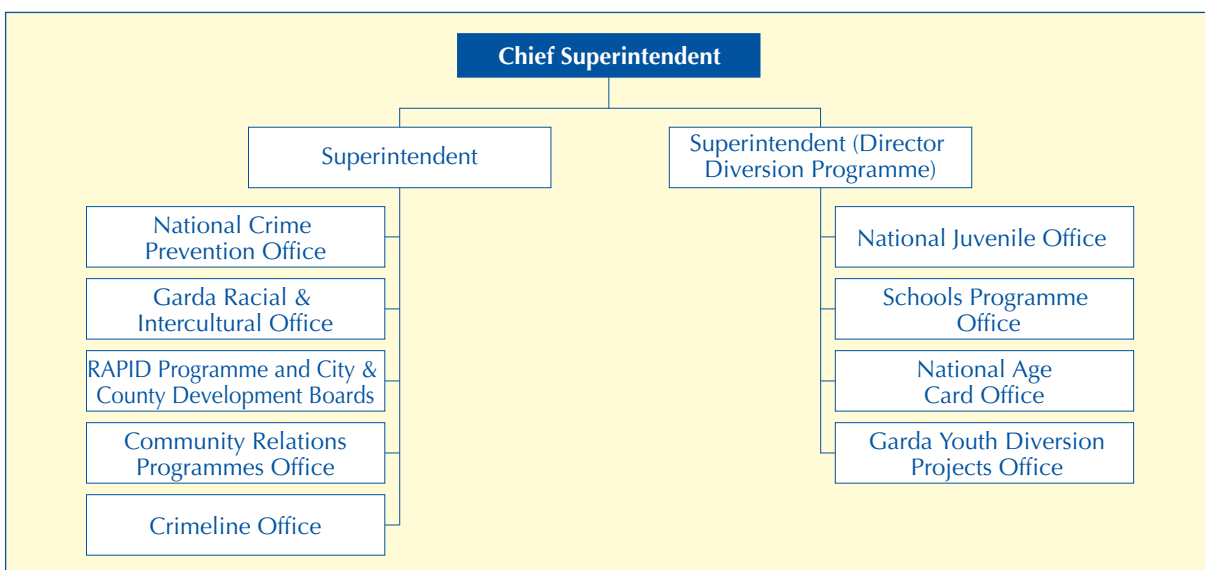 Chief Superintendent
Superintendent
National Crime
Prevention Office
Garda Racial &
Intercultural Office
RAPID Programme and City &
County Development Boards
Community Relations
Programmes Office
Crimeline Office
Superintendent (Director
Diversion Programme)
National Juvenile Office
Schools Programme
Office
National Age
Card Office
Garda Youth Diversion
Projects Office